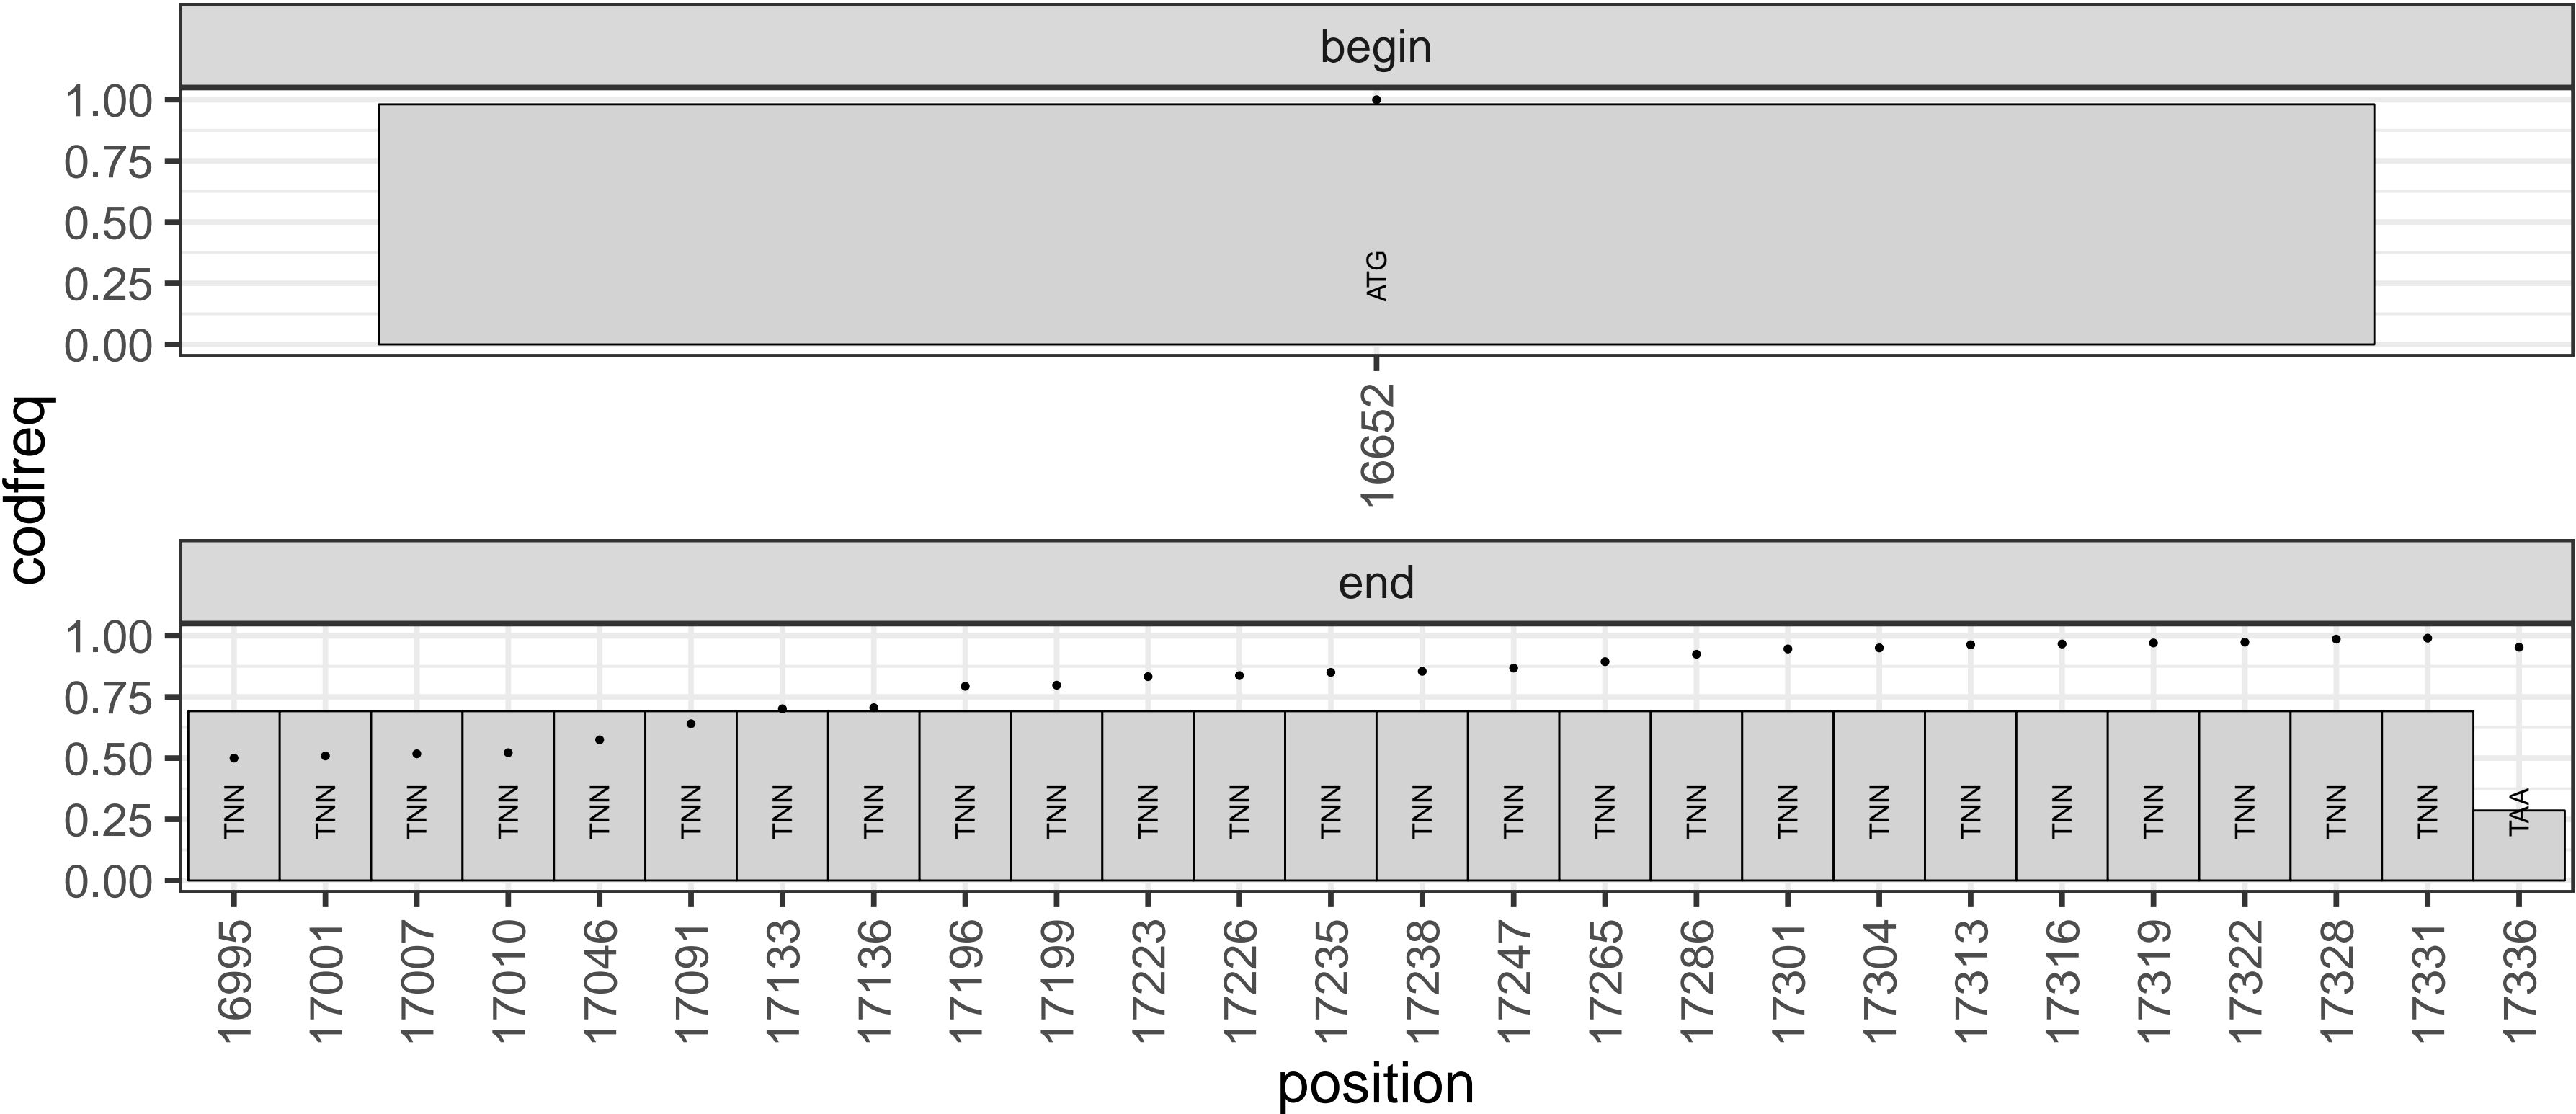 begin
1.00
0.75
0.50
0.25
0.00
ATG
16652
codfreq
end
1.00
0.75
0.50
0.25
0.00
TNN TNN TNN TNN TNN TNN TNN TNN TNN TNN TNN TNN TNN TNN TNN TNN TNN TNN TNN TNN TNN TNN TNN TNN TNN TAA
16995 17001 17007 17010 17046 17091 17133 17136 17196 17199 17223 17226 17235 17238 17247 17265 17286 17301 17304 17313 17316 17319 17322 17328 17331 17336
position